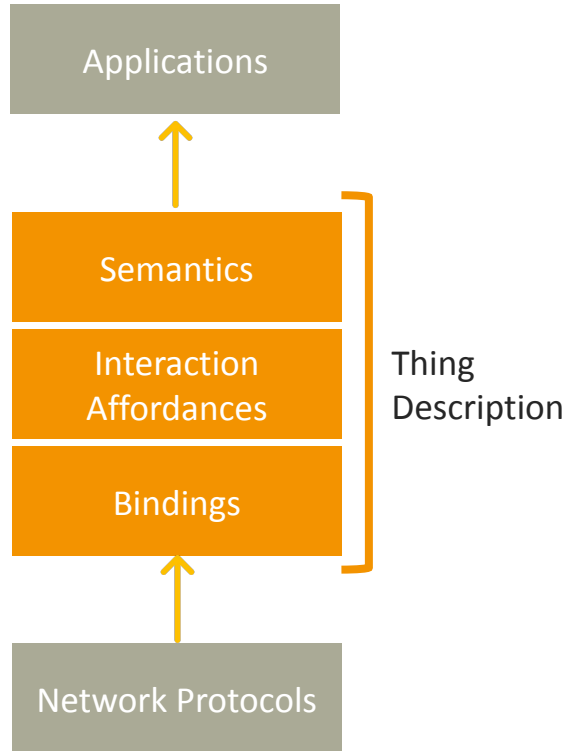 Applications
Semantics
Interaction
Affordances
Thing
Description
Bindings
Network Protocols